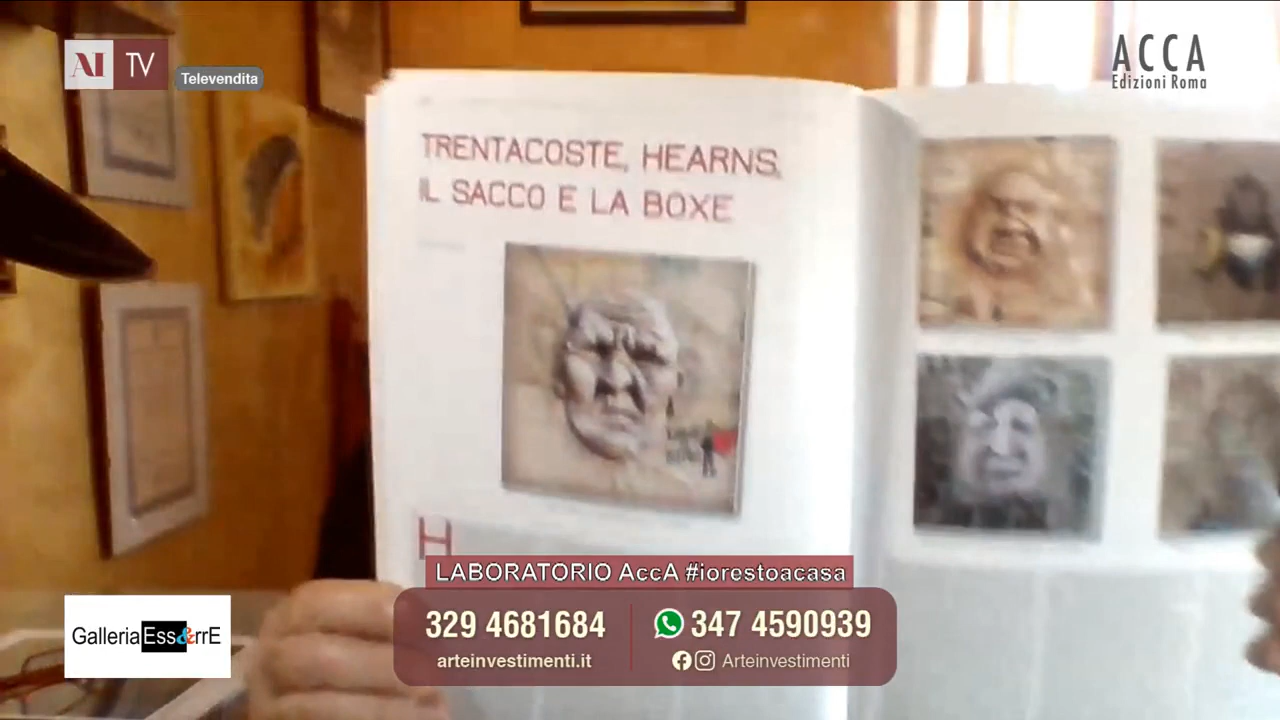 AI TV
Televendita
ACCA
Edizioni Roma
TRENTACOSTE, HEARNS,
IL SACCO E LA BOXE
H
LABORATORIO AccA #iorestoacasa
329 4681684
347 4590939
arteinvestimenti.it
Arteinvestimenti
GalleriaEss&rrE